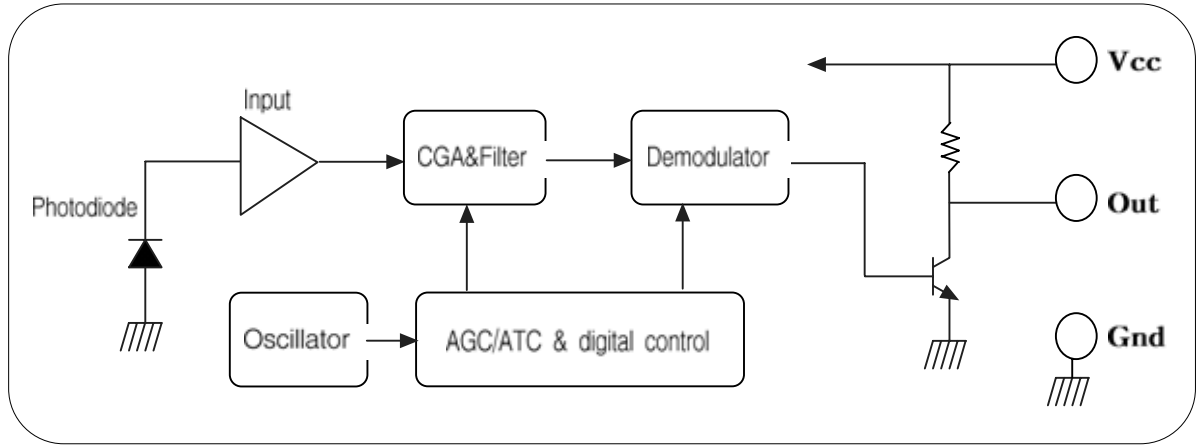 Vcc
Input
CGA&Filter
Demodulator
Photodiode
Out
Oscillator
AGC/ATC & digital control
Gnd